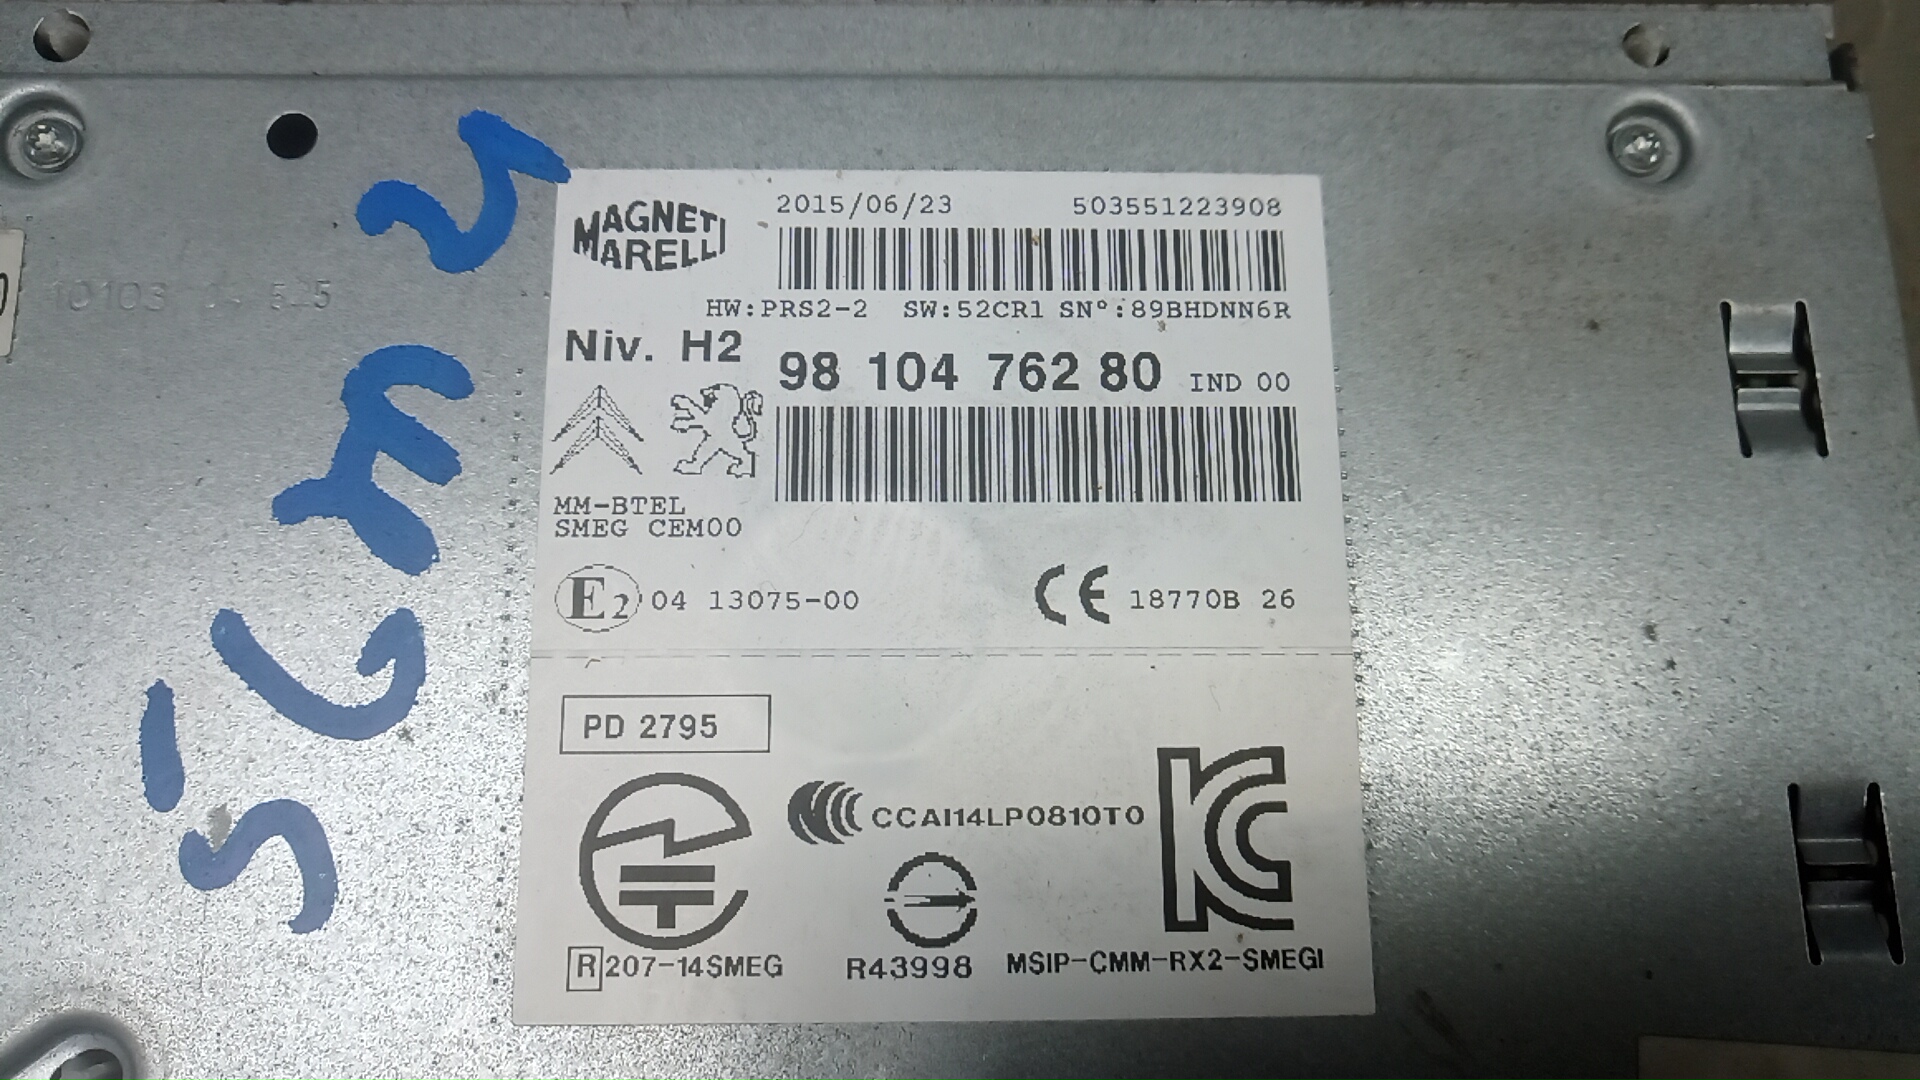 MAGNETI
MARELLI
2015/06/23
503551223908
HW:PRS2-2 SW:52CR1 SN°:89BHDNN6R
Niv. H2
98 104 762 80 IND 00
MM-BTEL
SMEG CEM00
E2 04 13075-00
CE 18770B 26
PD 2795
CCAI14LP0810T0
R 207-14SMEG
R43998
MSIP-CMM-RX2-SMEG1